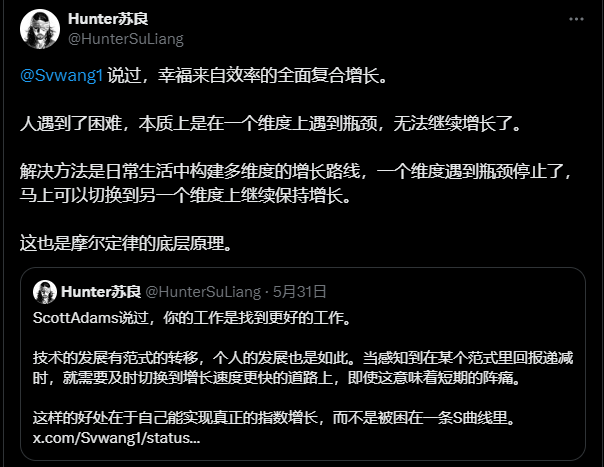 Hunter苏良
@HunterSuLiang
@Svwang1 说过，幸福来自效率的全面复合增长。
人遇到了困难，本质上是在一个维度上遇到瓶颈，无法继续增长了。
解决方法是日常生活中构建多维度的增长路线，一个维度遇到瓶颈停止了，
马上可以切换到另一个维度上继续保持增长。
这也是摩尔定律的底层原理。
Hunter苏良 @HunterSuLiang · 5月31日
ScottAdams说过，你的工作是找到更好的工作。
技术的发展有范式的转移，个人的发展也是如此。当感知到在某个范式里回报递减
时，就需要及时切换到增长速度更快的道路上，即使这意味着短期的阵痛。
这样的好处在于自己能实现真正的指数增长，而不是被困在一条S曲线里。
x.com/Svwang1/status...